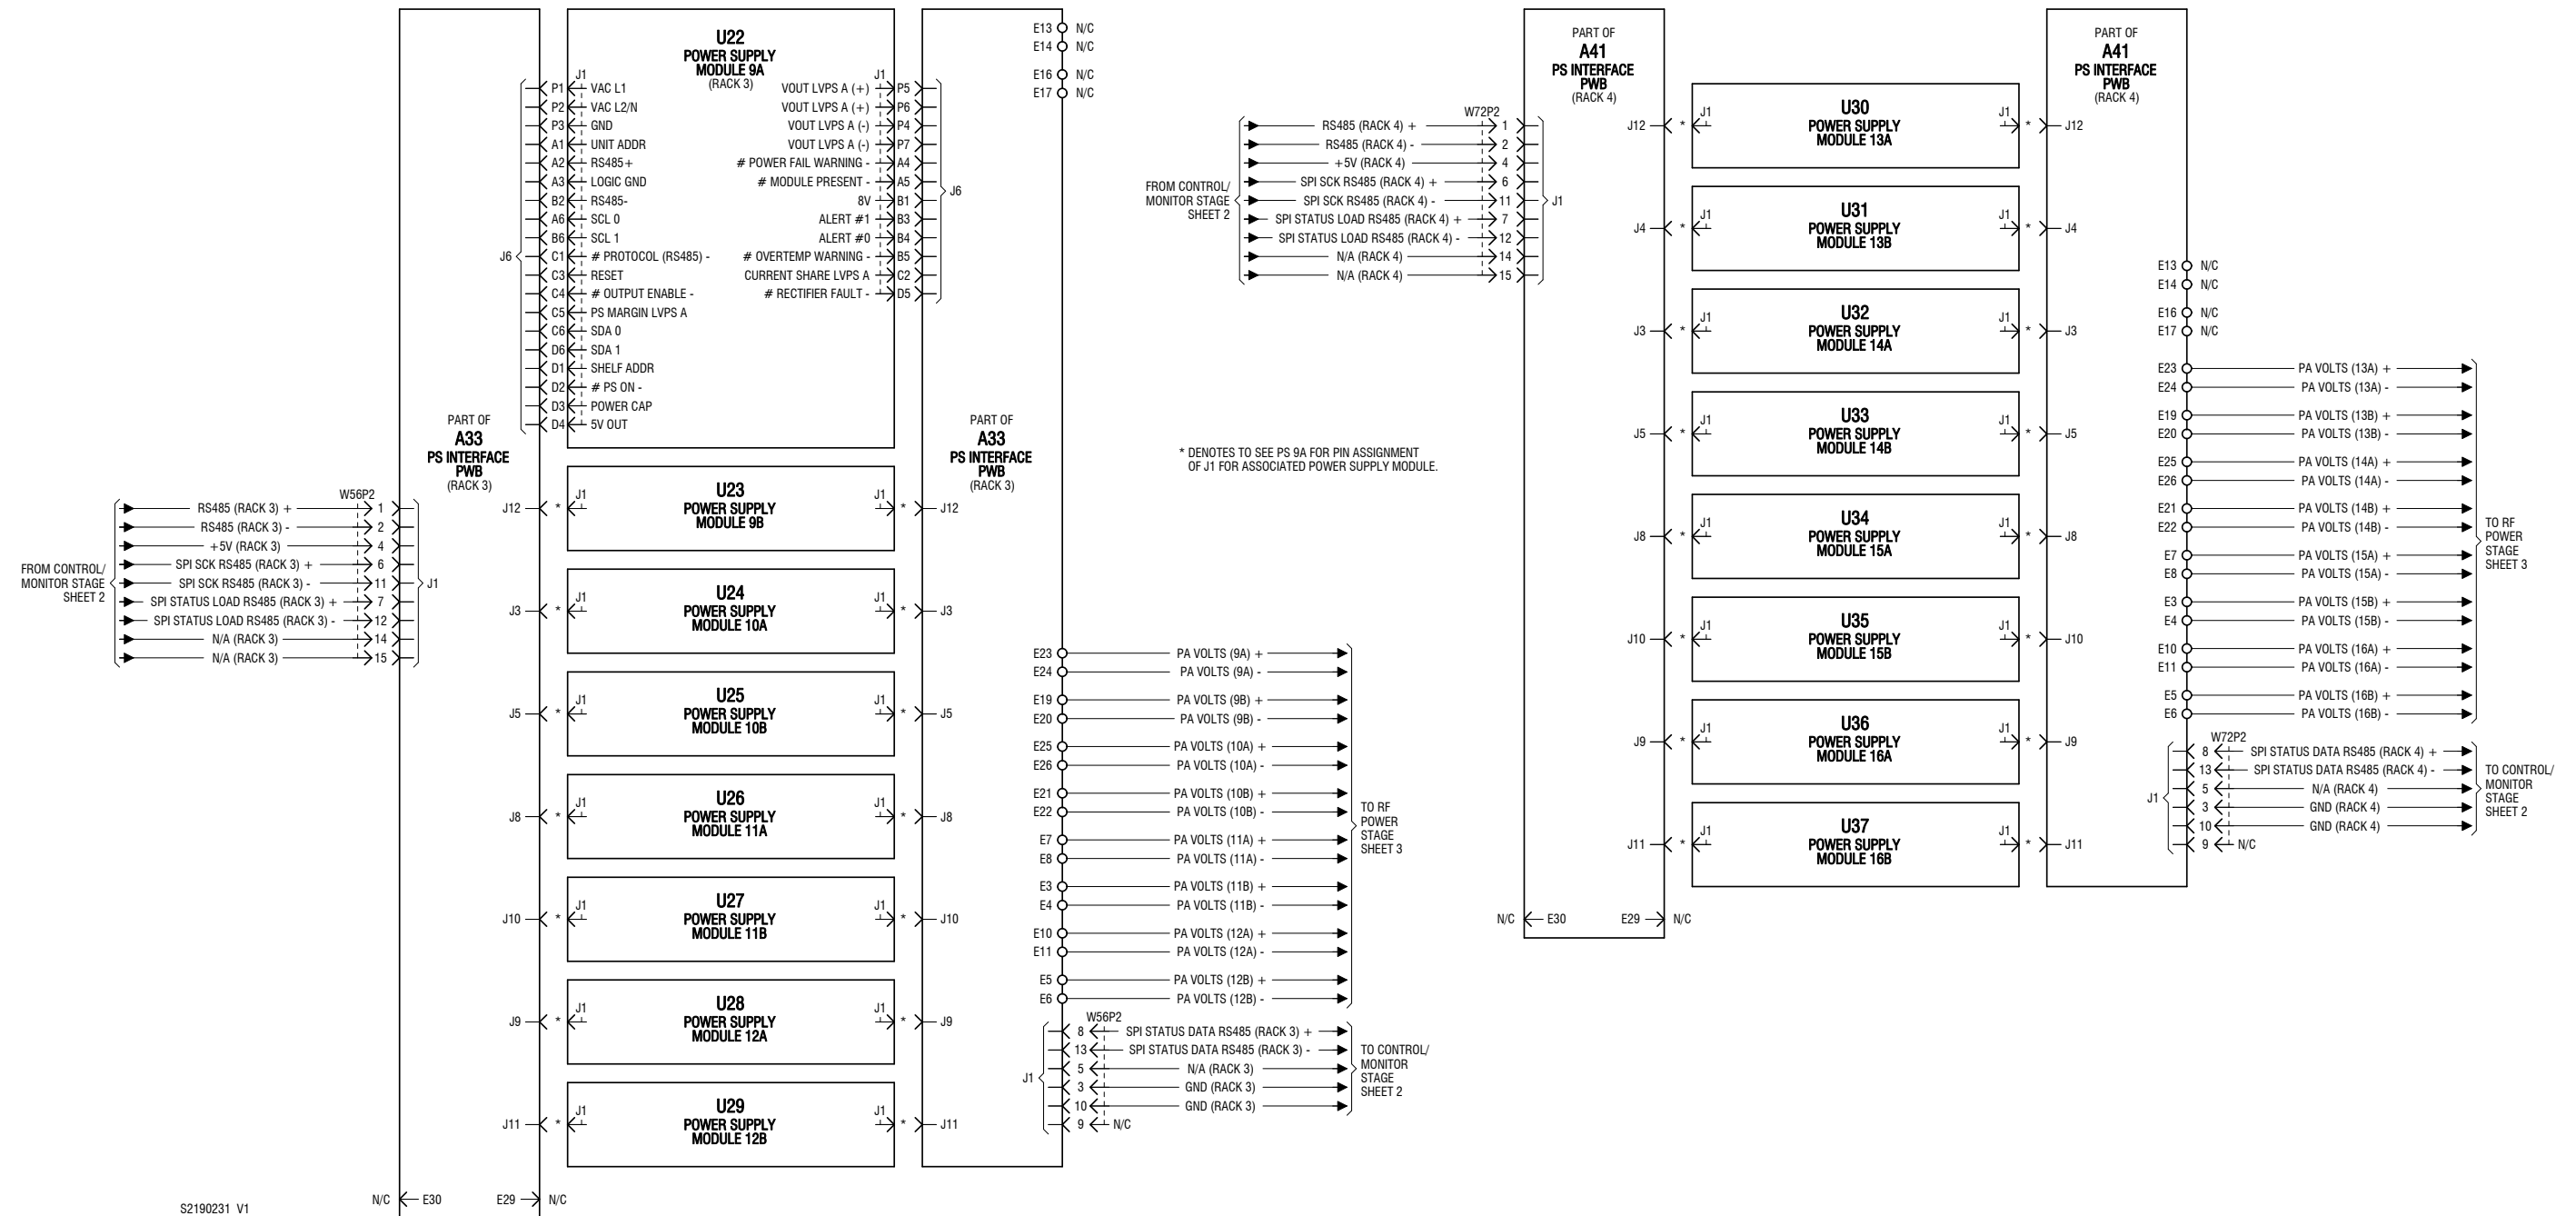 U22
POWER SUPPLY
MODULE 9A
(RACK 3)
J1
J1
P1 VAC L1
P2 VAC L2/N
P3 GND
A1 UNIT ADDR
A2 RS485+
A3 LOGIC GND
B2 RS485-
A6 SCL 0
B6 SCL 1
C1 # PROTOCOL (RS485) -
C3 RESET
C4 # OUTPUT ENABLE -
C5 PS MARGIN LVPS A
C6 SDA 0
D6 SDA 1
D1 SHELF ADDR
D2 # PS ON -
D3 POWER CAP
D4 5V OUT
J6
VOUT LVPS A (+) P5
VOUT LVPS A (+) P6
VOUT LVPS A (-) P4
VOUT LVPS A (-) P7
# POWER FAIL WARNING - A4
# MODULE PRESENT - A5
8V B1
ALERT #1 B3
ALERT #0 B4
# OVERTEMP WARNING - B5
CURRENT SHARE LVPS A C2
# RECTIFIER FAULT - D5
J6
PART OF
A33
PS INTERFACE
PWB
(RACK 3)
PART OF
A33
PS INTERFACE
PWB
(RACK 3)
FROM CONTROL/
MONITOR STAGE
SHEET 2
W56P2
RS485 (RACK 3) + 1
RS485 (RACK 3) - 2
+5V (RACK 3) 4
SPI SCK RS485 (RACK 3) + 6
SPI SCK RS485 (RACK 3) - 11
SPI STATUS LOAD RS485 (RACK 3) + 7
SPI STATUS LOAD RS485 (RACK 3) - 12
N/A (RACK 3) 14
N/A (RACK 3) 15
J1
J12 * J1 J1 * J12
U23
POWER SUPPLY
MODULE 9B
J3 * J1 J1 * J3
U24
POWER SUPPLY
MODULE 10A
J5 * J1 J1 * J5
U25
POWER SUPPLY
MODULE 10B
J8 * J1 J1 * J8
U26
POWER SUPPLY
MODULE 11A
J10 * J1 J1 * J10
U27
POWER SUPPLY
MODULE 11B
J9 * J1 J1 * J9
U28
POWER SUPPLY
MODULE 12A
J11 * J1 J1 * J11
U29
POWER SUPPLY
MODULE 12B
N/C E30 E29 N/C
S2190231 V1
E13 N/C
E14 N/C
E16 N/C
E17 N/C
E23 PA VOLTS (9A) +
E24 PA VOLTS (9A) -
E19 PA VOLTS (9B) +
E20 PA VOLTS (9B) -
E25 PA VOLTS (10A) +
E26 PA VOLTS (10A) -
E21 PA VOLTS (10B) +
E22 PA VOLTS (10B) -
E7 PA VOLTS (11A) +
E8 PA VOLTS (11A) -
E3 PA VOLTS (11B) +
E4 PA VOLTS (11B) -
E10 PA VOLTS (12A) +
E11 PA VOLTS (12A) -
E5 PA VOLTS (12B) +
E6 PA VOLTS (12B) -
TO RF
POWER
STAGE
SHEET 3
W56P2
8 SPI STATUS DATA RS485 (RACK 3) +
13 SPI STATUS DATA RS485 (RACK 3) -
5 N/A (RACK 3)
3 GND (RACK 3)
10 GND (RACK 3)
9 N/C
J1
TO CONTROL/
MONITOR
STAGE
SHEET 2
* DENOTES TO SEE PS 9A FOR PIN ASSIGNMENT
OF J1 FOR ASSOCIATED POWER SUPPLY MODULE.
PART OF
A41
PS INTERFACE
PWB
(RACK 4)
PART OF
A41
PS INTERFACE
PWB
(RACK 4)
FROM CONTROL/
MONITOR STAGE
SHEET 2
W72P2
RS485 (RACK 4) + 1
RS485 (RACK 4) - 2
+5V (RACK 4) 4
SPI SCK RS485 (RACK 4) + 6
SPI SCK RS485 (RACK 4) - 11
SPI STATUS LOAD RS485 (RACK 4) + 7
SPI STATUS LOAD RS485 (RACK 4) - 12
N/A (RACK 4) 14
N/A (RACK 4) 15
J1
J12 * J1 J1 * J12
U30
POWER SUPPLY
MODULE 13A
J4 * J1 J1 * J4
U31
POWER SUPPLY
MODULE 13B
J3 * J1 J1 * J3
U32
POWER SUPPLY
MODULE 14A
J5 * J1 J1 * J5
U33
POWER SUPPLY
MODULE 14B
J8 * J1 J1 * J8
U34
POWER SUPPLY
MODULE 15A
J10 * J1 J1 * J10
U35
POWER SUPPLY
MODULE 15B
J9 * J1 J1 * J9
U36
POWER SUPPLY
MODULE 16A
J11 * J1 J1 * J11
U37
POWER SUPPLY
MODULE 16B
N/C E30 E29 N/C
E13 N/C
E14 N/C
E16 N/C
E17 N/C
E23 PA VOLTS (13A) +
E24 PA VOLTS (13A) -
E19 PA VOLTS (13B) +
E20 PA VOLTS (13B) -
E25 PA VOLTS (14A) +
E26 PA VOLTS (14A) -
E21 PA VOLTS (14B) +
E22 PA VOLTS (14B) -
E7 PA VOLTS (15A) +
E8 PA VOLTS (15A) -
E3 PA VOLTS (15B) +
E4 PA VOLTS (15B) -
E10 PA VOLTS (16A) +
E11 PA VOLTS (16A) -
E5 PA VOLTS (16B) +
E6 PA VOLTS (16B) -
TO RF
POWER
STAGE
SHEET 3
W72P2
8 SPI STATUS DATA RS485 (RACK 4) +
13 SPI STATUS DATA RS485 (RACK 4) -
5 N/A (RACK 4)
3 GND (RACK 4)
10 GND (RACK 4)
9 N/C
J1
TO CONTROL/
MONITOR
STAGE
SHEET 2